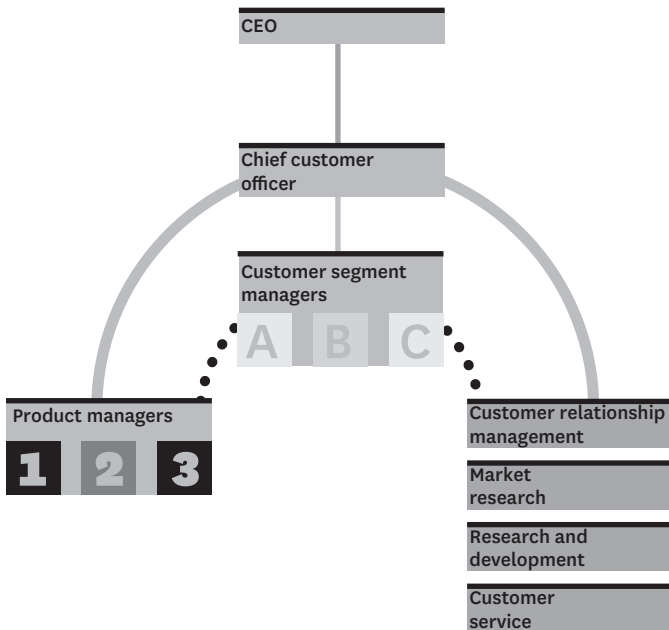 CEO
Chief customer
officer
Customer segment
managers
A B C
Product managers
1 2 3
Customer relationship
management
Market
research
Research and
development
Customer
service